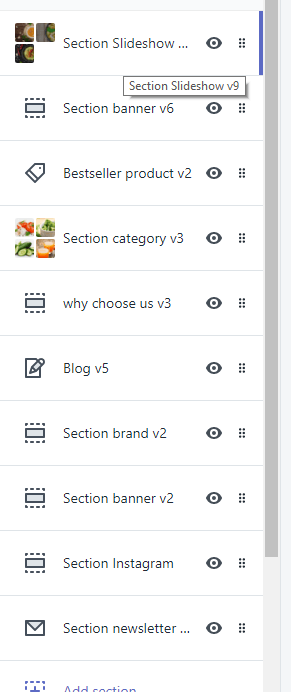 Section Slideshow ...
Section Slideshow v9
Section banner v6
Bestseller product v2
Section category v3
why choose us v3
Blog v5
Section brand v2
Section banner v2
Section Instagram
Section newsletter ...
Add section